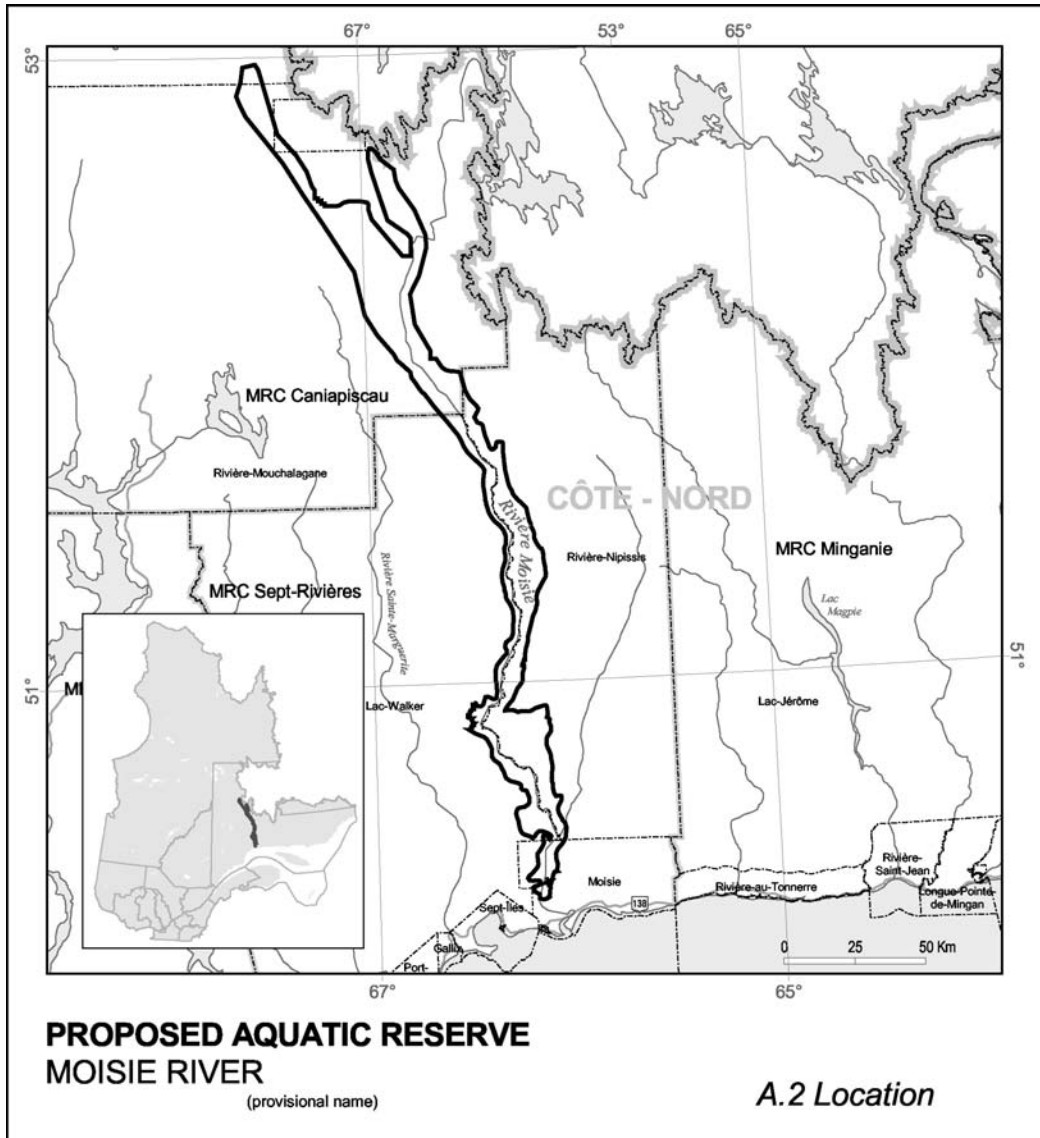 67°
53°
65°
53°
MRC Caniapiscau
Rivière-Mouchalagane
CÔTE - NORD
Rivière Moisie
Rivière-Nipissis
MRC Minganie
Rivière Sainte-Marguerite
MRC Sept-Rivières
Lac
Magpie
51°
51°
Lac-Walker
Lac-Jérôme
Rivière-
Saint-Jean
Moisie
Rivière-au-Tonnerre
Longue-Pointe-
de-Mingan
Sept-Îles
138
Gallix
Port-
0 25 50 Km
67°
65°
PROPOSED AQUATIC RESERVE
MOISIE RIVER
(provisional name)
A.2 Location